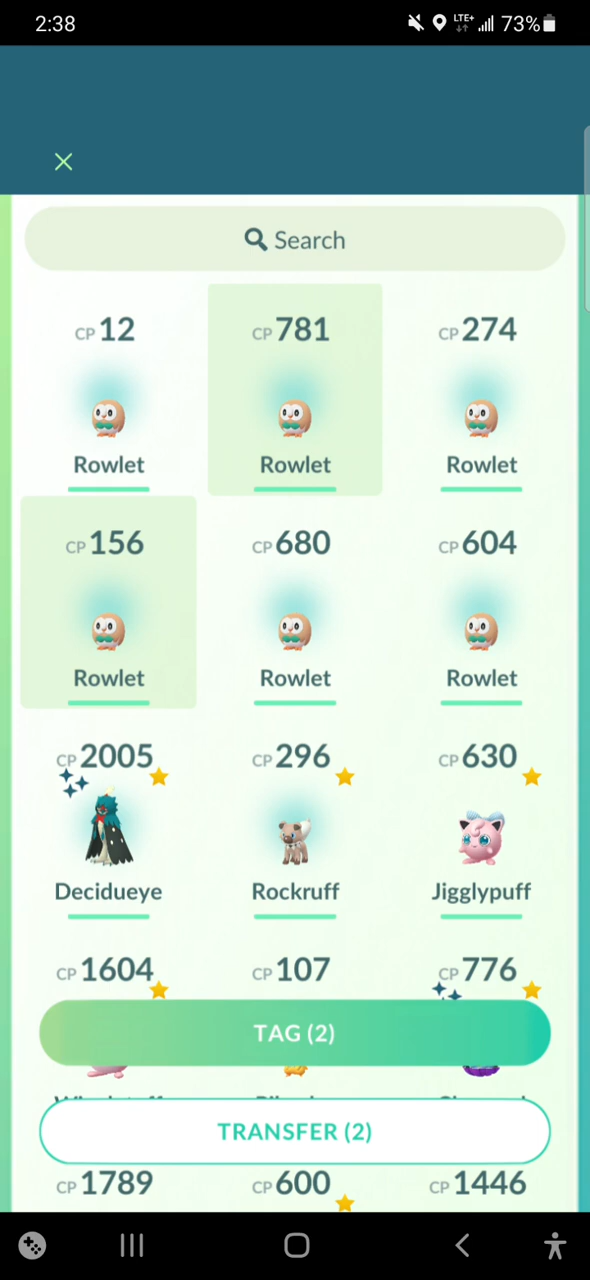 2:38 LTE+ 73%
Search
CP 12 CP 781 CP 274
Rowlet Rowlet Rowlet
CP 156 CP 680 CP 604
Rowlet Rowlet Rowlet
CP 2005 CP 296 CP 630
Decidueye Rockruff Jigglypuff
CP 1604 CP 107 CP 776
TAG (2)
TRANSFER (2)
CP 1789 CP 600 CP 1446